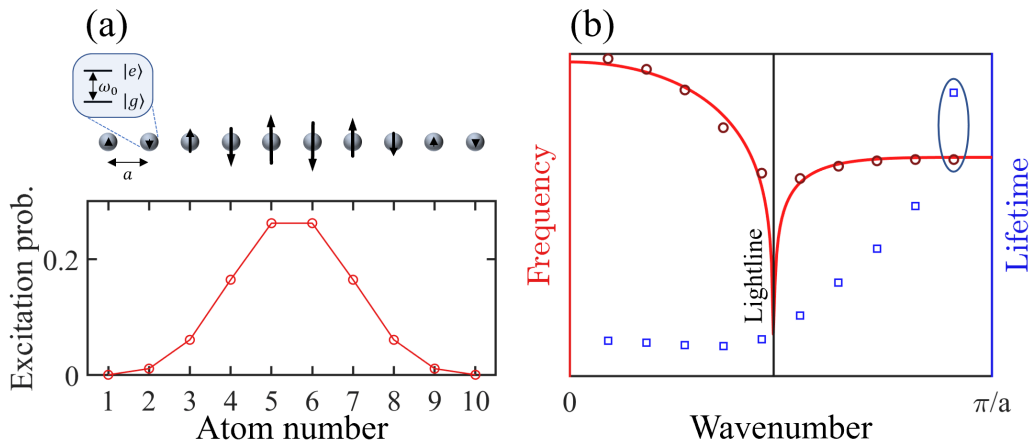 (a)
|e⟩
ω₀
|g⟩
a
Excitation prob.
0.2
0
1 2 3 4 5 6 7 8 9 10
Atom number
(b)
Frequency
Lightline
Lifetime
0
π/a
Wavenumber